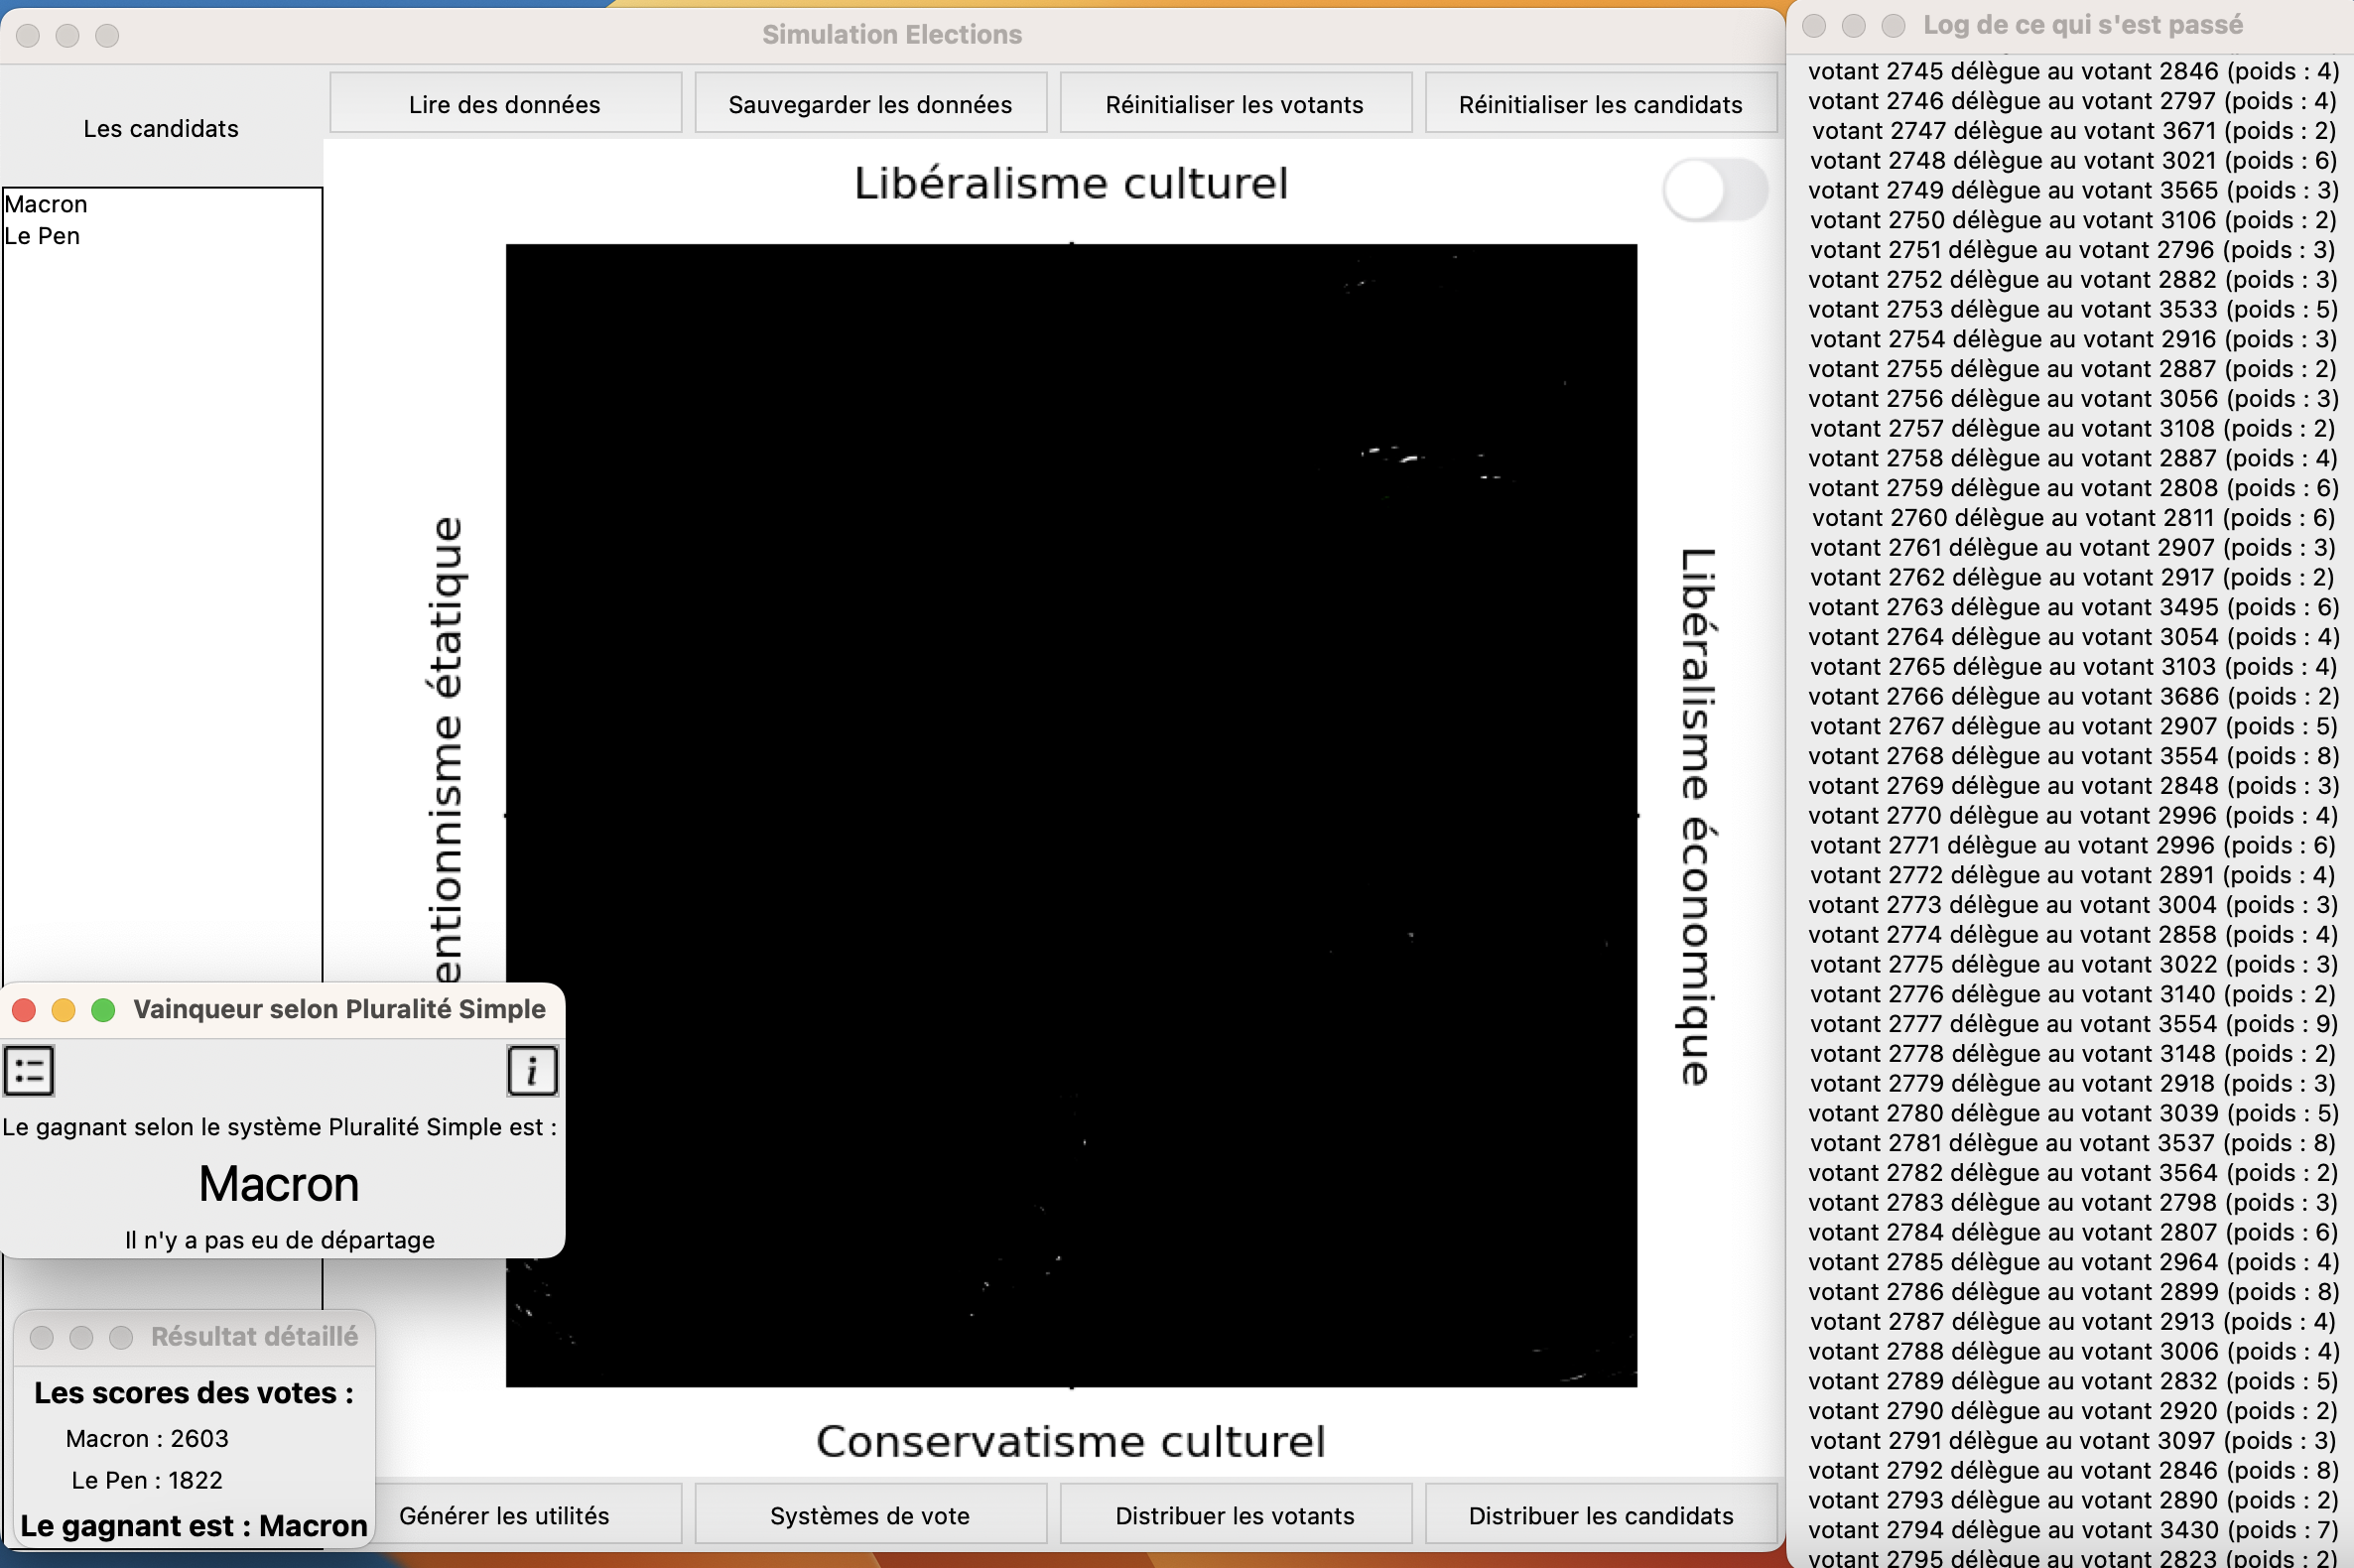 Simulation Elections
Les candidats
Lire des données
Sauvegarder les données
Réinitialiser les votants
Réinitialiser les candidats
Macron
Le Pen
Libéralisme culturel
entionnisme étatique
Libéralisme économique
Conservatisme culturel
Vainqueur selon Pluralité Simple
i
Le gagnant selon le système Pluralité Simple est :
Macron
Il n'y a pas eu de départage
Résultat détaillé
Les scores des votes :
Macron : 2603
Le Pen : 1822
Le gagnant est : Macron
Générer les utilités
Systèmes de vote
Distribuer les votants
Distribuer les candidats
Log de ce qui s'est passé
votant 2745 délègue au votant 2846 (poids : 4)
votant 2746 délègue au votant 2797 (poids : 4)
votant 2747 délègue au votant 3671 (poids : 2)
votant 2748 délègue au votant 3021 (poids : 6)
votant 2749 délègue au votant 3565 (poids : 3)
votant 2750 délègue au votant 3106 (poids : 2)
votant 2751 délègue au votant 2796 (poids : 3)
votant 2752 délègue au votant 2882 (poids : 3)
votant 2753 délègue au votant 3533 (poids : 5)
votant 2754 délègue au votant 2916 (poids : 3)
votant 2755 délègue au votant 2887 (poids : 2)
votant 2756 délègue au votant 3056 (poids : 3)
votant 2757 délègue au votant 3108 (poids : 2)
votant 2758 délègue au votant 2887 (poids : 4)
votant 2759 délègue au votant 2808 (poids : 6)
votant 2760 délègue au votant 2811 (poids : 6)
votant 2761 délègue au votant 2907 (poids : 3)
votant 2762 délègue au votant 2917 (poids : 2)
votant 2763 délègue au votant 3495 (poids : 6)
votant 2764 délègue au votant 3054 (poids : 4)
votant 2765 délègue au votant 3103 (poids : 4)
votant 2766 délègue au votant 3686 (poids : 2)
votant 2767 délègue au votant 2907 (poids : 5)
votant 2768 délègue au votant 3554 (poids : 8)
votant 2769 délègue au votant 2848 (poids : 3)
votant 2770 délègue au votant 2996 (poids : 4)
votant 2771 délègue au votant 2996 (poids : 6)
votant 2772 délègue au votant 2891 (poids : 4)
votant 2773 délègue au votant 3004 (poids : 3)
votant 2774 délègue au votant 2858 (poids : 4)
votant 2775 délègue au votant 3022 (poids : 3)
votant 2776 délègue au votant 3140 (poids : 2)
votant 2777 délègue au votant 3554 (poids : 9)
votant 2778 délègue au votant 3148 (poids : 2)
votant 2779 délègue au votant 2918 (poids : 3)
votant 2780 délègue au votant 3039 (poids : 5)
votant 2781 délègue au votant 3537 (poids : 8)
votant 2782 délègue au votant 3564 (poids : 2)
votant 2783 délègue au votant 2798 (poids : 3)
votant 2784 délègue au votant 2807 (poids : 6)
votant 2785 délègue au votant 2964 (poids : 4)
votant 2786 délègue au votant 2899 (poids : 8)
votant 2787 délègue au votant 2913 (poids : 4)
votant 2788 délègue au votant 3006 (poids : 4)
votant 2789 délègue au votant 2832 (poids : 5)
votant 2790 délègue au votant 2920 (poids : 2)
votant 2791 délègue au votant 3097 (poids : 3)
votant 2792 délègue au votant 2846 (poids : 8)
votant 2793 délègue au votant 2890 (poids : 2)
votant 2794 délègue au votant 3430 (poids : 7)
votant 2795 délègue au votant 2823 (poids : 2)